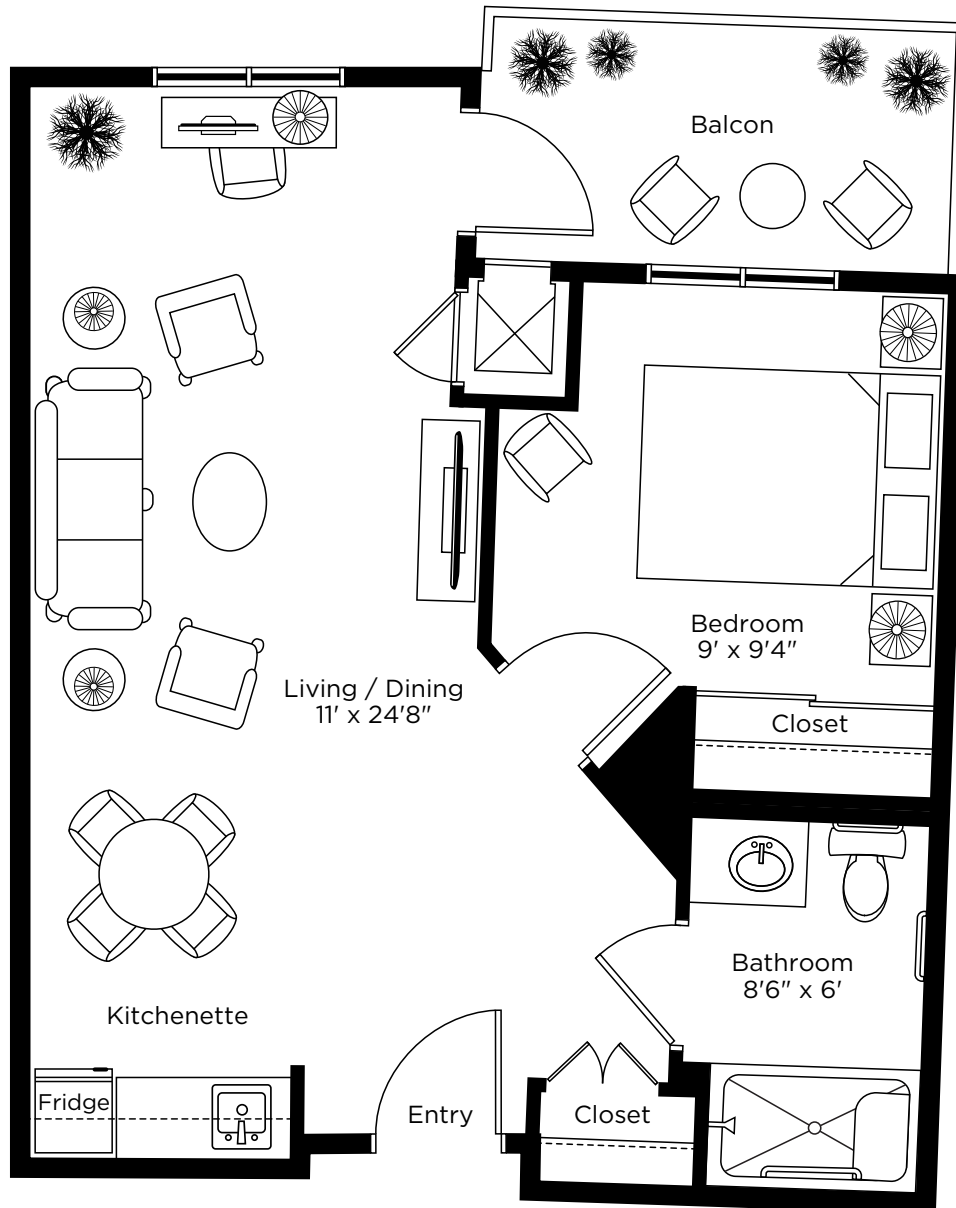 Balcon
Bedroom
9' x 9'4"
Living / Dining
11' x 24'8"
Closet
Bathroom
8'6" x 6'
Kitchenette
Fridge
Entry
Closet